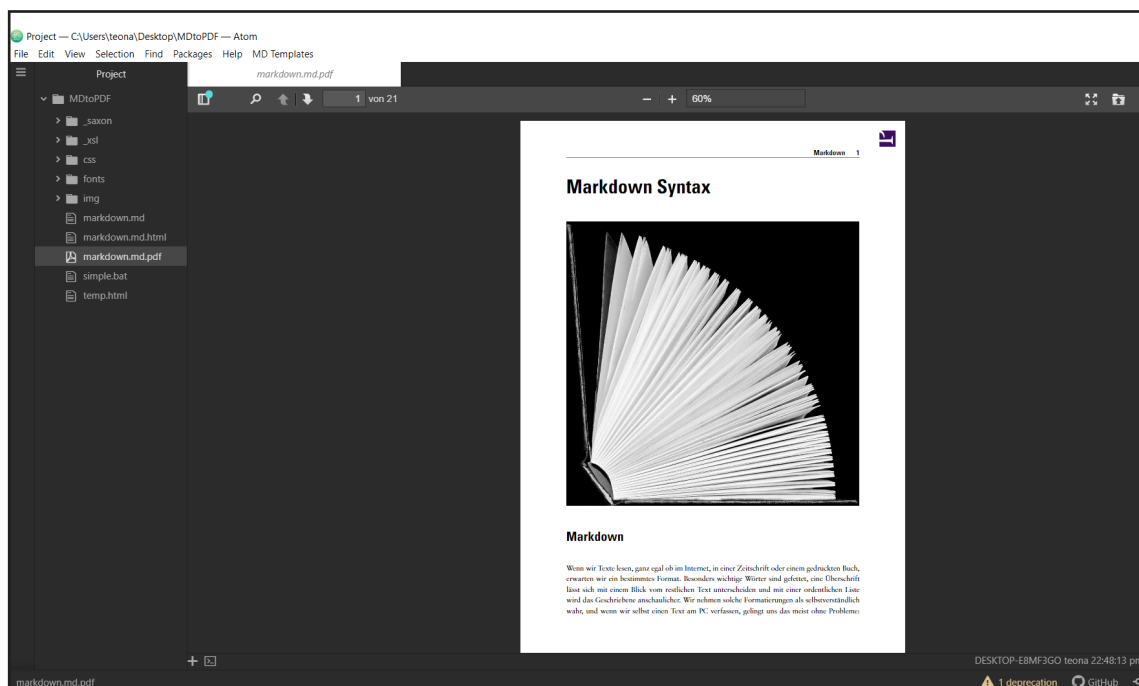 Project — C:\Users\teona\Desktop\MDtoPDF — Atom
File Edit View Selection Find Packages Help MD Templates
Project
markdown.md.pdf
MDtoPDF
1 von 21
60%
_saxon
_xsl
css
fonts
img
markdown.md
markdown.md.html
markdown.md.pdf
simple.bat
temp.html
Markdown 1
Markdown Syntax
Markdown
Wenn wir Texte lesen, ganz egal ob im Internet, in einer Zeitschrift oder einem gedruckten Buch,
erwarten wir ein bestimmtes Format. Besonders wichtige Wörter sind gefettet, eine Überschrift
lässt sich mit einem Blick vom restlichen Text unterscheiden und mit einer ordentlichen Liste
wird das Geschriebene anschaulicher. Wir nehmen solche Formatierungen als selbstverständlich
wahr, und wenn wir selbst einen Text am PC verfassen, gelingt uns das meist ohne Probleme:
DESKTOP-E8MF3GO teona 22:48:13 pm
markdown.md.pdf
1 deprecation GitHub